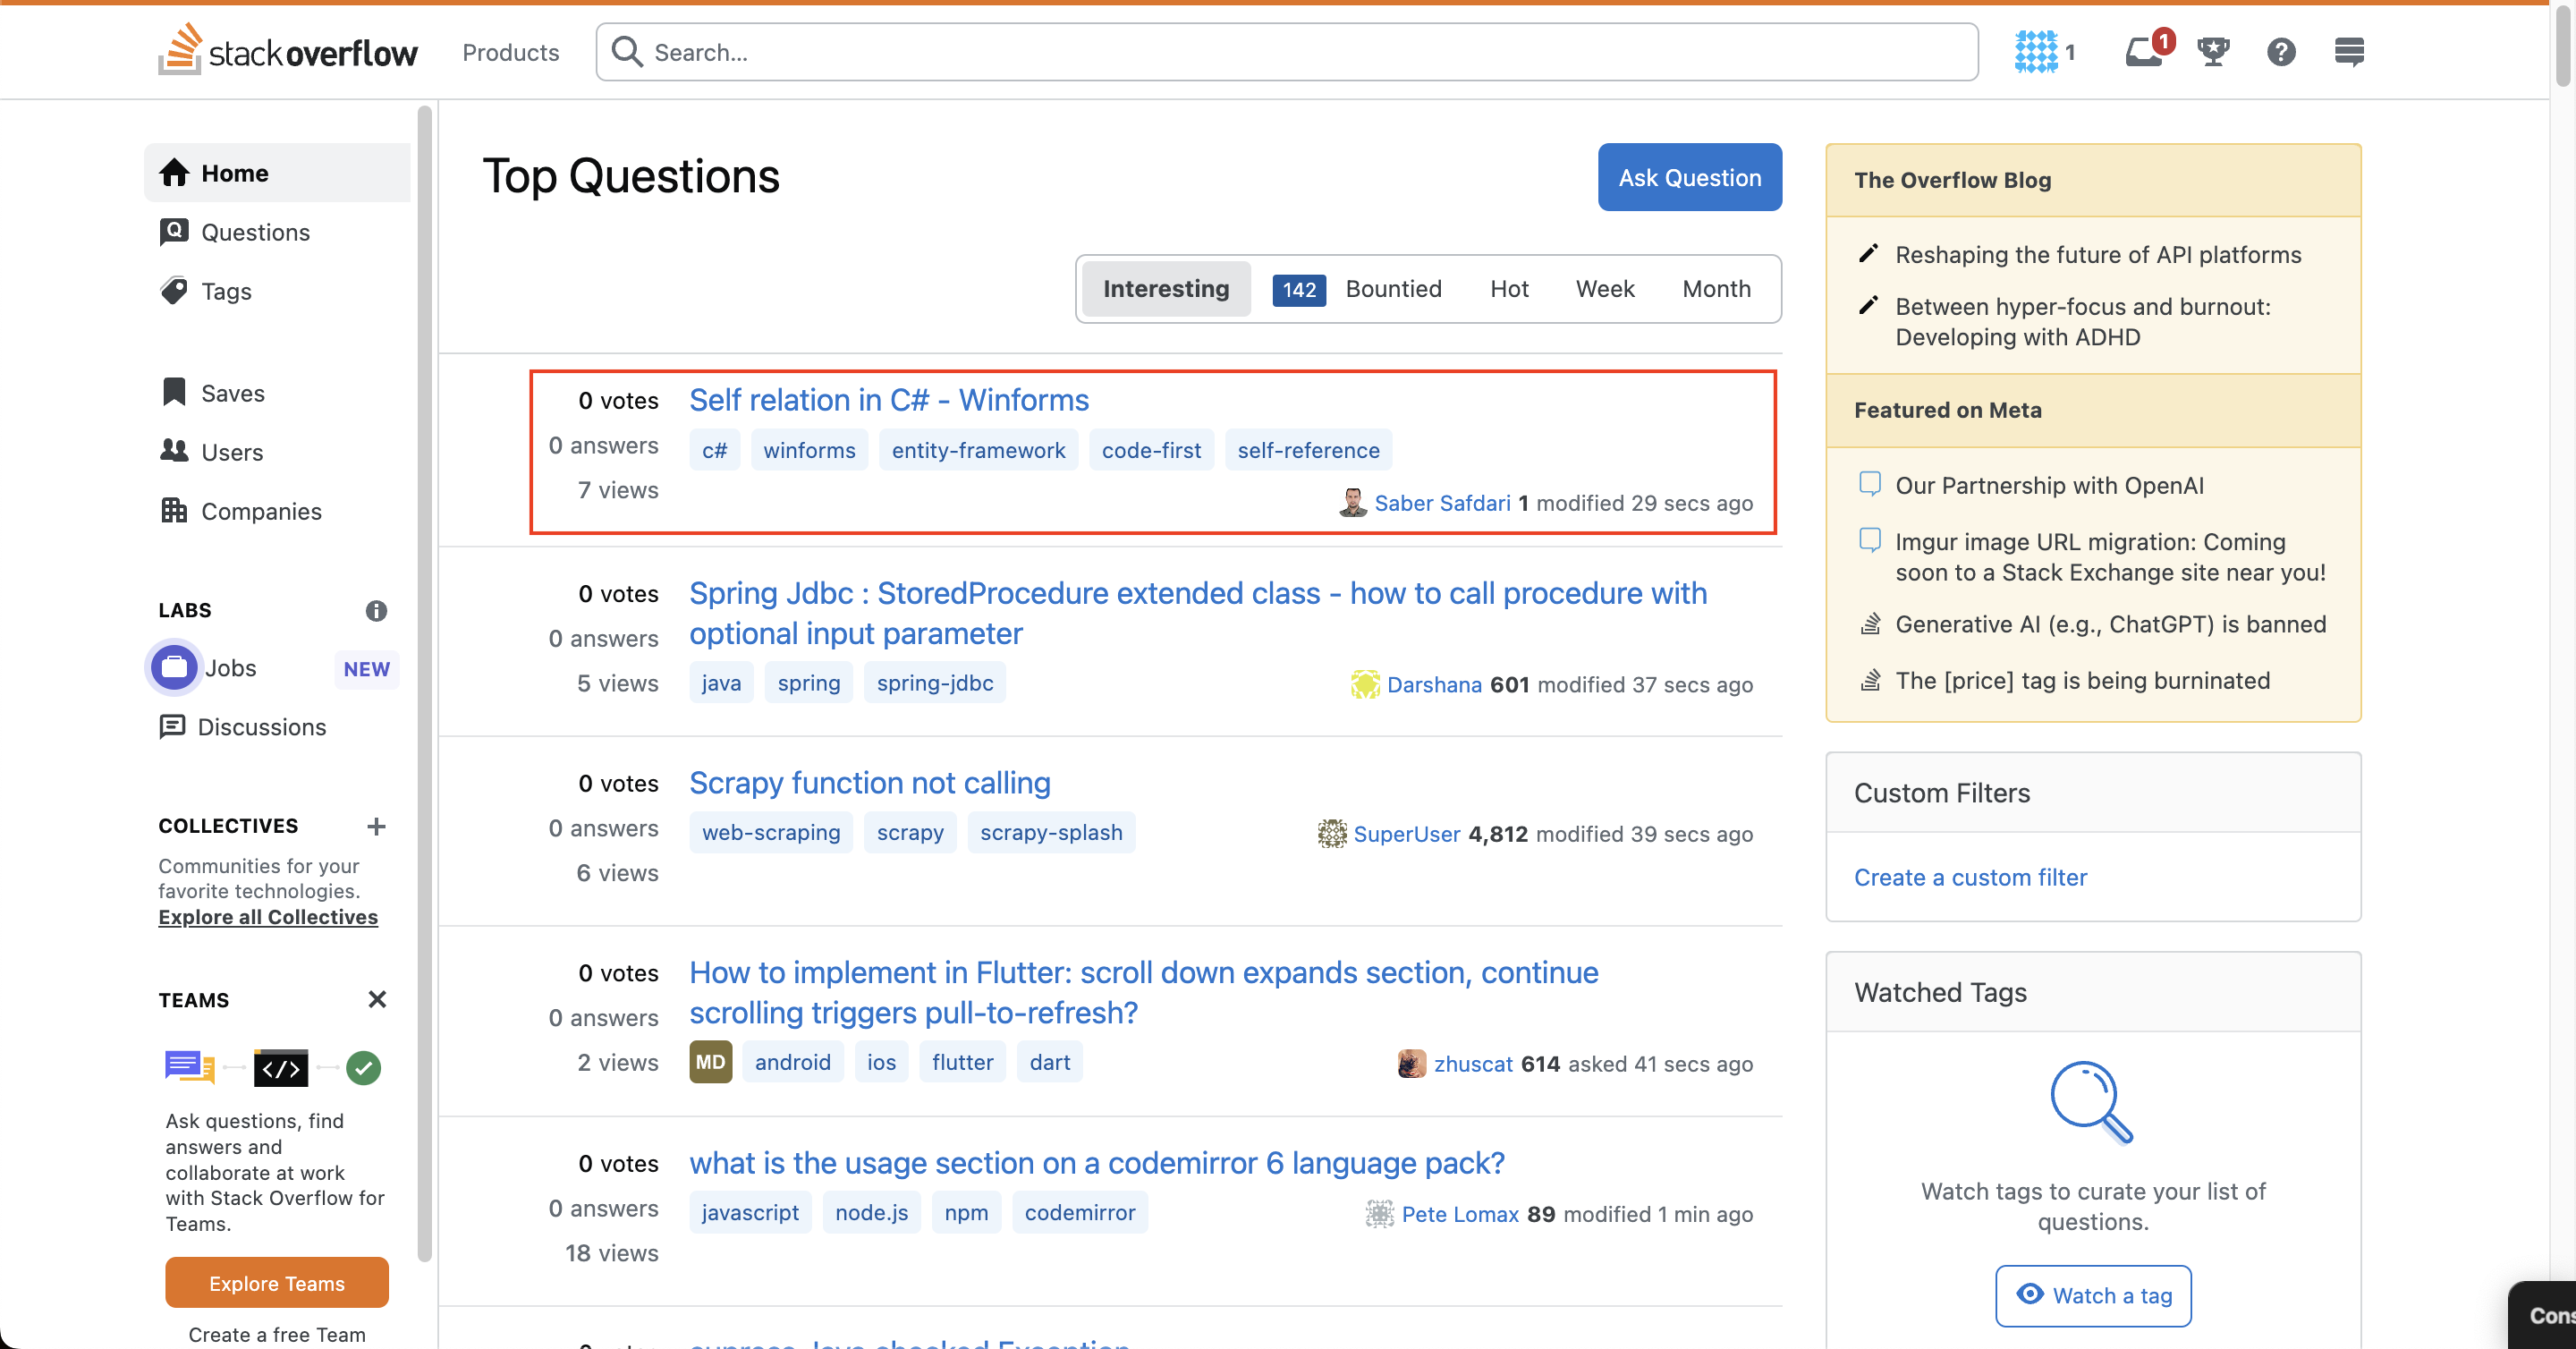 stackoverflow
Products
Search...
1
1
Home
Questions
Tags
Saves
Users
Companies
LABS
Jobs
NEW
Discussions
COLLECTIVES
Communities for your
favorite technologies.
Explore all Collectives
TEAMS
</>
Ask questions, find
answers and
collaborate at work
with Stack Overflow for
Teams.
Explore Teams
Create a free Team
Top Questions
Ask Question
Interesting
142 Bountied
Hot
Week
Month
0 votes
0 answers
7 views
Self relation in C# - Winforms
c# winforms entity-framework code-first self-reference
Saber Safdari 1 modified 29 secs ago
0 votes
0 answers
5 views
Spring Jdbc : StoredProcedure extended class - how to call procedure with
optional input parameter
java spring spring-jdbc
Darshana 601 modified 37 secs ago
0 votes
0 answers
6 views
Scrapy function not calling
web-scraping scrapy scrapy-splash
SuperUser 4,812 modified 39 secs ago
0 votes
0 answers
2 views
How to implement in Flutter: scroll down expands section, continue
scrolling triggers pull-to-refresh?
MD android ios flutter dart
zhuscat 614 asked 41 secs ago
0 votes
0 answers
18 views
what is the usage section on a codemirror 6 language pack?
javascript node.js npm codemirror
Pete Lomax 89 modified 1 min ago
The Overflow Blog
Reshaping the future of API platforms
Between hyper-focus and burnout:
Developing with ADHD
Featured on Meta
Our Partnership with OpenAI
Imgur image URL migration: Coming
soon to a Stack Exchange site near you!
Generative AI (e.g., ChatGPT) is banned
The [price] tag is being burninated
Custom Filters
Create a custom filter
Watched Tags
Watch tags to curate your list of
questions.
Watch a tag
Cons